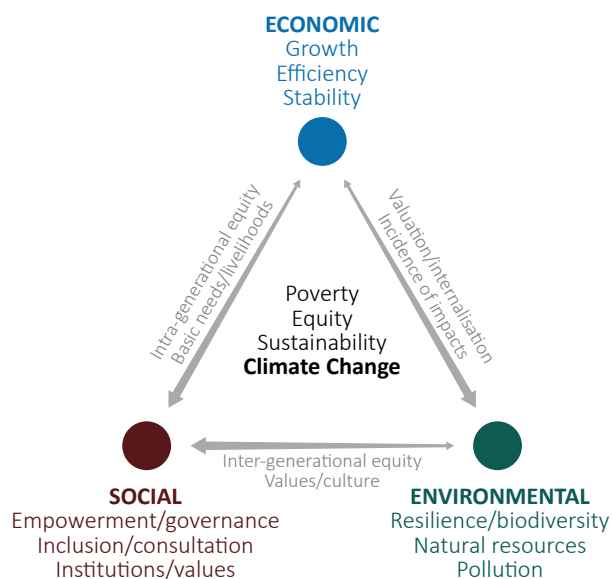 ECONOMIC
Growth
Efficiency
Stability
Intra-generational equity
Basic needs/livelihoods
Valuation/internalisation
Incidence of impacts
Poverty
Equity
Sustainability
Climate Change
Inter-generational equity
Values/culture
SOCIAL
Empowerment/governance
Inclusion/consultation
Institutions/values
ENVIRONMENTAL
Resilience/biodiversity
Natural resources
Pollution